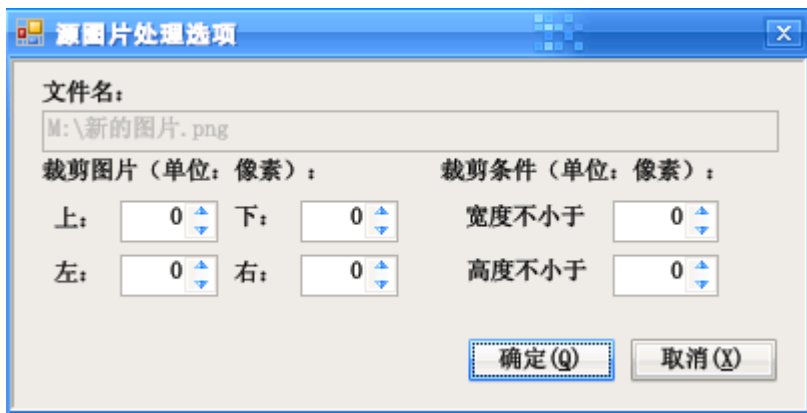 源图片处理选项
文件名：
M:\新的图片.png
裁剪图片（单位：像素）： 裁剪条件（单位：像素）：
上： 0 下： 0 宽度不小于 0
左： 0 右： 0 高度不小于 0
确定(Q) 取消(X)